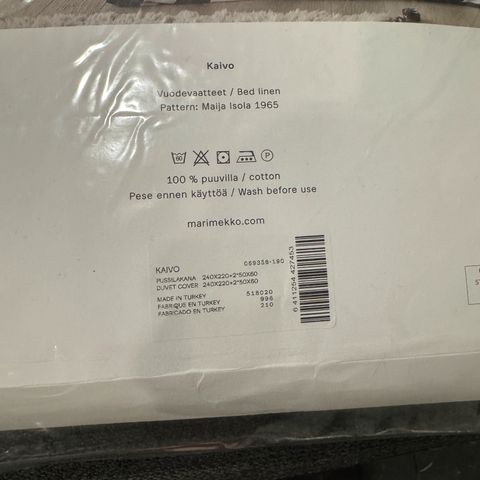 Kaivo
Vuodevaatteet / Bed linen
Pattern: Maija Isola 1965
60 P
100 % puuvilla / cotton
Pese ennen käyttöä / Wash before use
marimekko.com
KAIVO 069358-190
PUSSILAKANA 240X220+2*50X60
DUVET COVER 240X220+2*50X60
MADE IN TURKEY 518020
FABRIQUE EN TURKEY 996
FABRICADO EN TURKEY 210
6 411254 427453